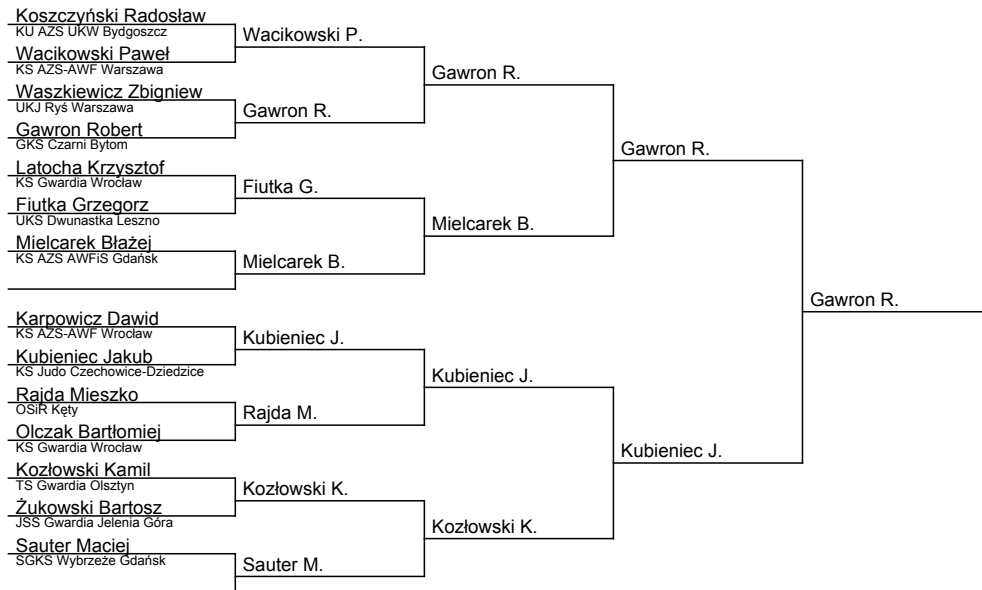 Koszczyński Radosław
KU AZS UKW Bydgoszcz
Wacikowski P.
Wacikowski Paweł
KS AZS-AWF Warszawa
Gawron R.
Waszkiewicz Zbigniew
UKJ Ryś Warszawa
Gawron R.
Gawron Robert
GKS Czarni Bytom
Gawron R.
Latocha Krzysztof
KS Gwardia Wrocław
Fiutka G.
Fiutka Grzegorz
UKS Dwunastka Leszno
Mielcarek B.
Mielcarek Błażej
KS AZS AWFiS Gdańsk
Mielcarek B.
Gawron R.
Karpowicz Dawid
KS AZS-AWF Wrocław
Kubieniec J.
Kubieniec Jakub
KS Judo Czechowice-Dziedzice
Kubieniec J.
Rajda Mieszko
OSiR Kęty
Rajda M.
Olczak Bartłomiej
KS Gwardia Wrocław
Kubieniec J.
Kozłowski Kamil
TS Gwardia Olsztyn
Kozłowski K.
Żukowski Bartosz
JSS Gwardia Jelenia Góra
Kozłowski K.
Sauter Maciej
SGKS Wybrzeże Gdańsk
Sauter M.